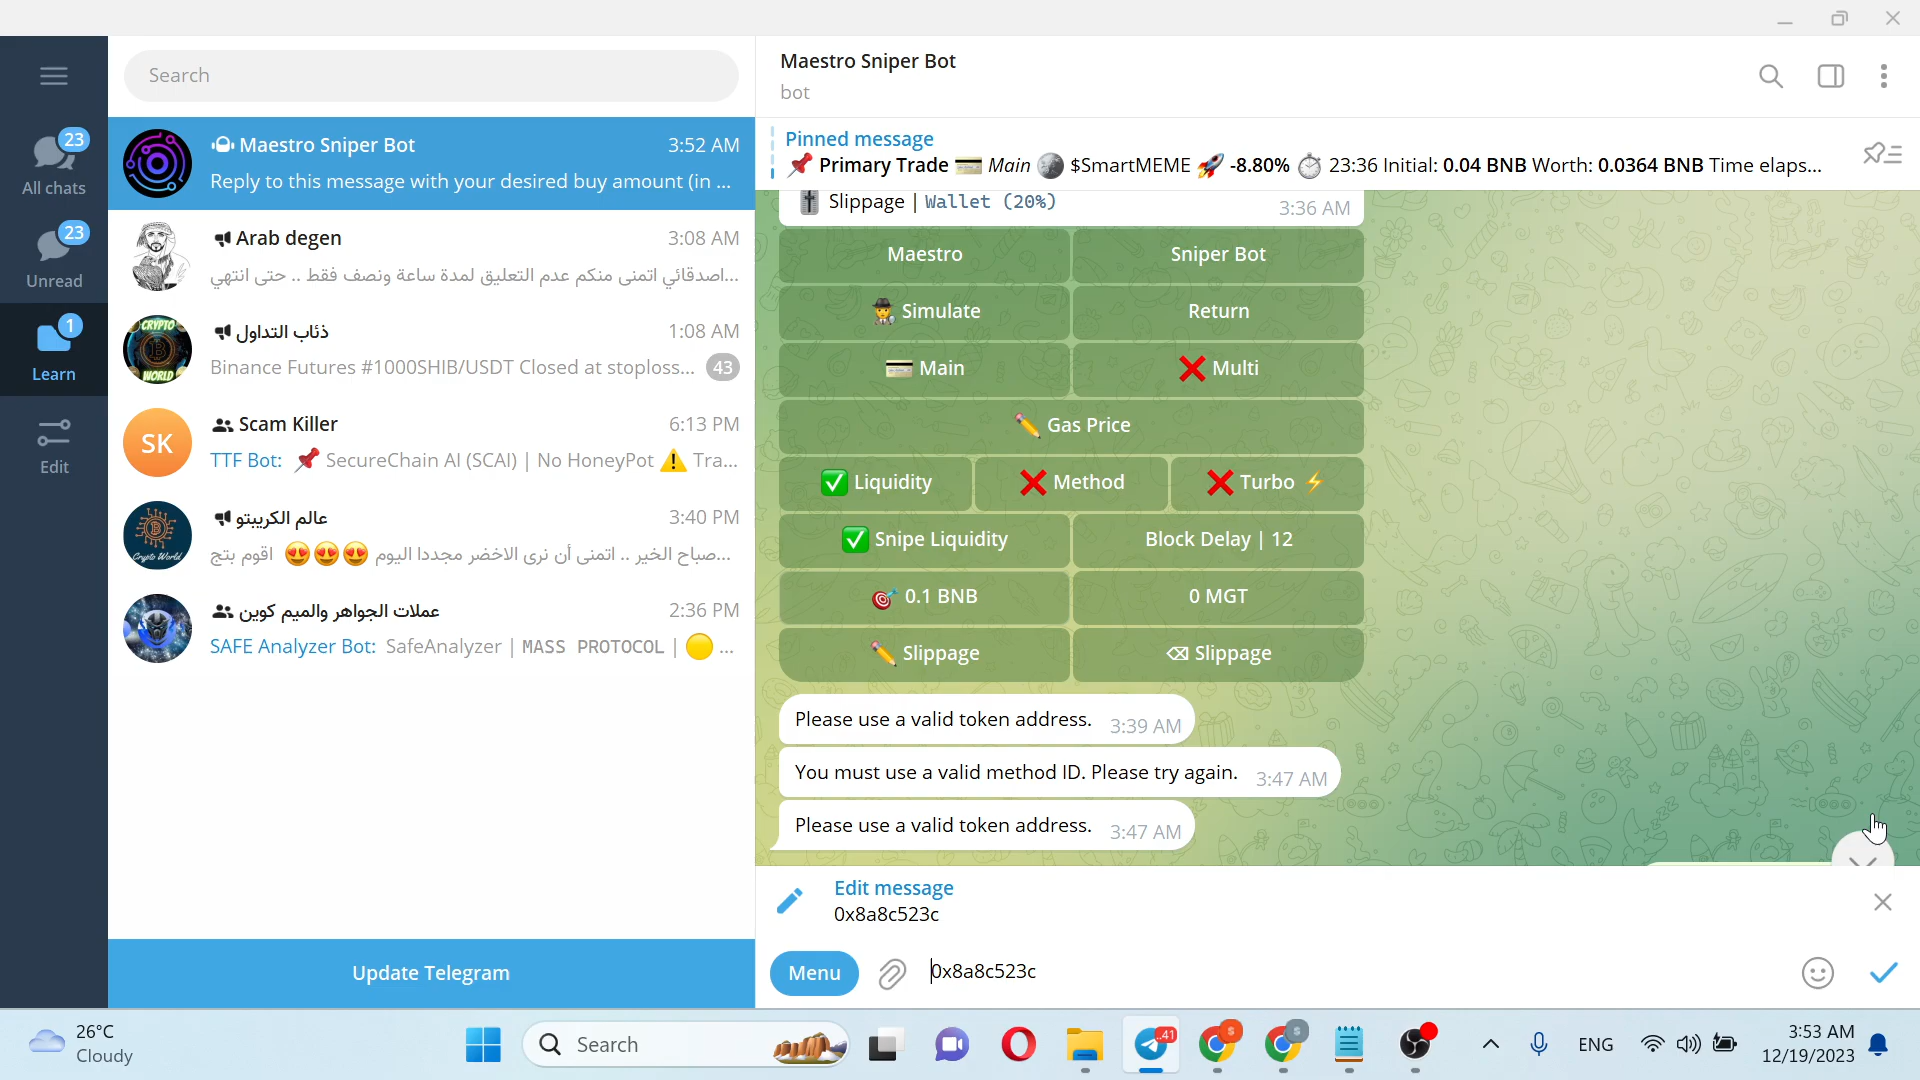 Search
Maestro Sniper Bot
bot
23
All chats
23
Unread
1
Learn
Edit
Maestro Sniper Bot 3:52 AM
Reply to this message with your desired buy amount (in ...
Arab degen 3:08 AM
اصدقائي اتمنى منكم عدم التعليق لمدة ساعة ونصف فقط .. حتى انتهي...
ذئاب التداول 1:08 AM
Binance Futures #1000SHIB/USDT Closed at stoploss... 43
SK
Scam Killer 6:13 PM
TTF Bot: 📌 SecureChain AI (SCAI) | No HoneyPot ⚠️ Tra...
عالم الكريبتو 3:40 PM
صباح الخير .. اتمنى أن نرى الاخضر مجددا اليوم 😍😍😍 اقوم بتج...
عملات الجواهر والميم كوين 2:36 PM
SAFE Analyzer Bot: SafeAnalyzer | MASS PROTOCOL | 🟡 ...
CRYPTO
WORLD
Crypto World
Update Telegram
Pinned message
📌 Primary Trade 💳 Main 🌑 $SmartMEME 🚀 -8.80% ⏱ 23:36 Initial: 0.04 BNB Worth: 0.0364 BNB Time elaps...
Slippage | Wallet (20%) 3:36 AM
Maestro Sniper Bot
🕵 Simulate Return
💳 Main ❌ Multi
✏️ Gas Price
✅ Liquidity ❌ Method ❌ Turbo ⚡
✅ Snipe Liquidity Block Delay | 12
🎯 0.1 BNB 0 MGT
✏️ Slippage ⌫ Slippage
Please use a valid token address. 3:39 AM
You must use a valid method ID. Please try again. 3:47 AM
Please use a valid token address. 3:47 AM
Edit message
0x8a8c523c
Menu 0x8a8c523c
26°C
Cloudy
Search
41
ENG
3:53 AM
12/19/2023